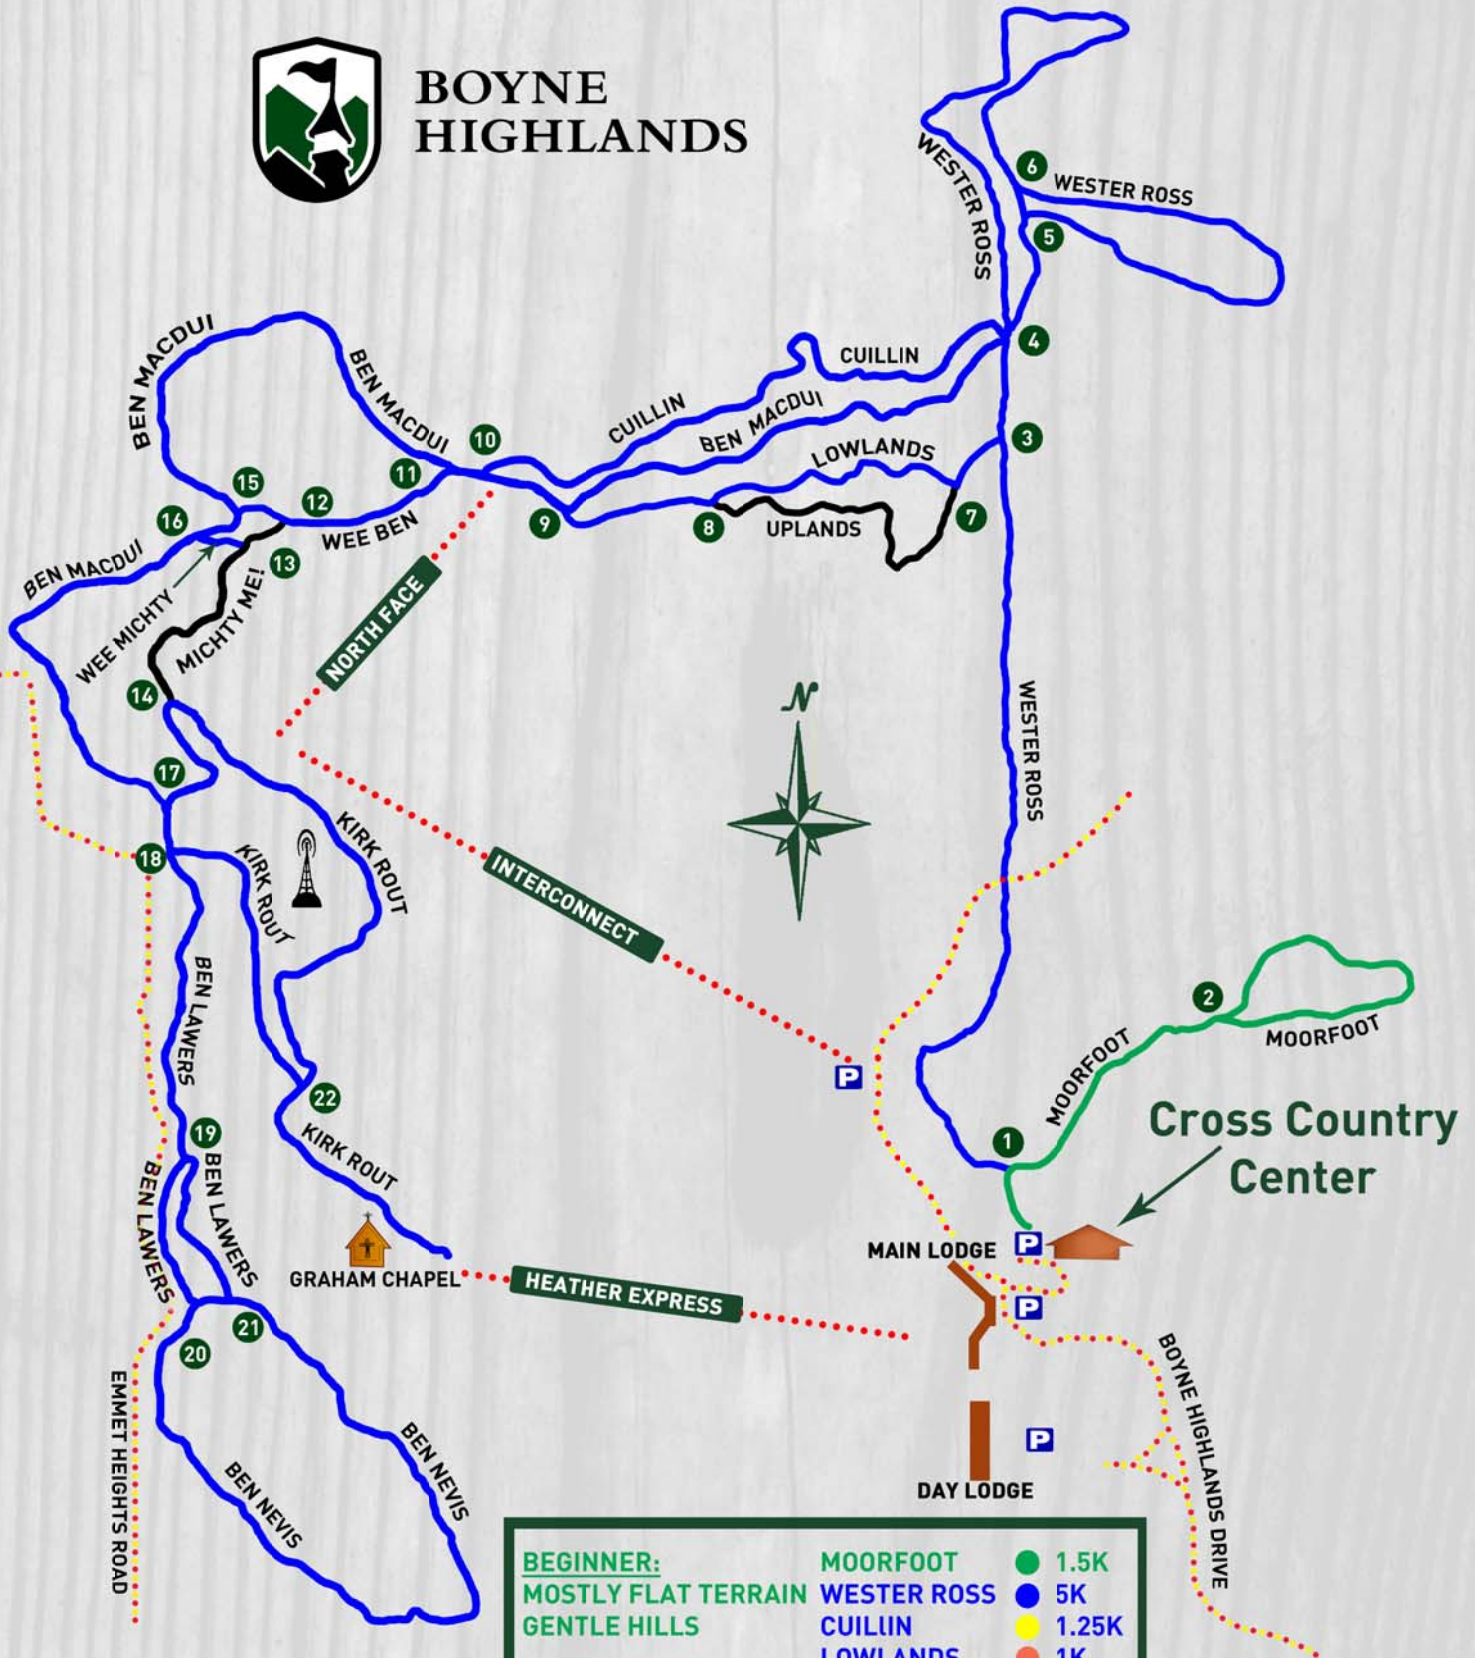 BOYNE
HIGHLANDS
WESTER ROSS
6
WESTER ROSS
5
4
BEN MACDUI
BEN MACDUI
CUILLIN
CUILLIN
BEN MACDUI
LOWLANDS
3
10
11
15
12
16
9
8
UPLANDS
7
WEE BEN
13
BEN MACDUI
WEE MICHTY
MICHTY ME!
NORTH FACE
14
N
WESTER ROSS
17
18
KIRK ROUT
KIRK ROUT
INTERCONNECT
BEN LAWERS
2
MOORFOOT
MOORFOOT
P
22
19
1
Cross Country
Center
KIRK ROUT
BEN LAWERS
BEN LAWERS
MAIN LODGE
P
GRAHAM CHAPEL
HEATHER EXPRESS
P
21
20
EMMET HEIGHTS ROAD
BOYNE HIGHLANDS DRIVE
BEN NEVIS
BEN NEVIS
P
DAY LODGE
BEGINNER: MOORFOOT 1.5K
MOSTLY FLAT TERRAIN WESTER ROSS 5K
GENTLE HILLS CUIllIN 1.25K
LOWLANDS 1K